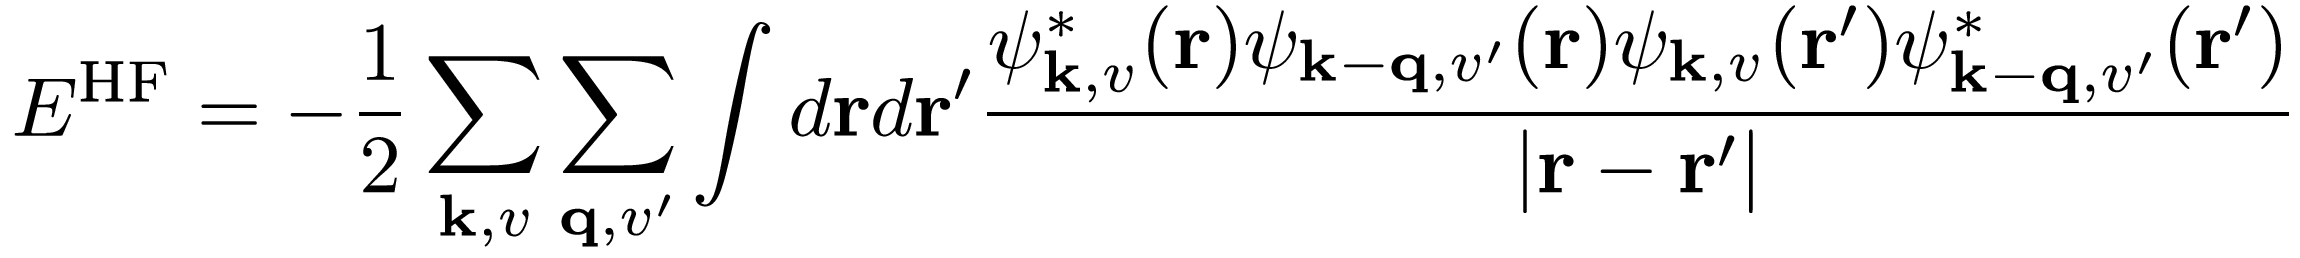 E^{\mathrm{HF}} = -\frac{1}{2} \sum_{\mathbf{k},v} \sum_{\mathbf{q},v'} \int d\mathbf{r}d\mathbf{r}' \frac{\psi^*_{\mathbf{k},v}(\mathbf{r})\psi_{\mathbf{k}-\mathbf{q},v'}(\mathbf{r})\psi_{\mathbf{k},v}(\mathbf{r}')\psi^*_{\mathbf{k}-\mathbf{q},v'}(\mathbf{r}')}{|\mathbf{r}-\mathbf{r}'|}